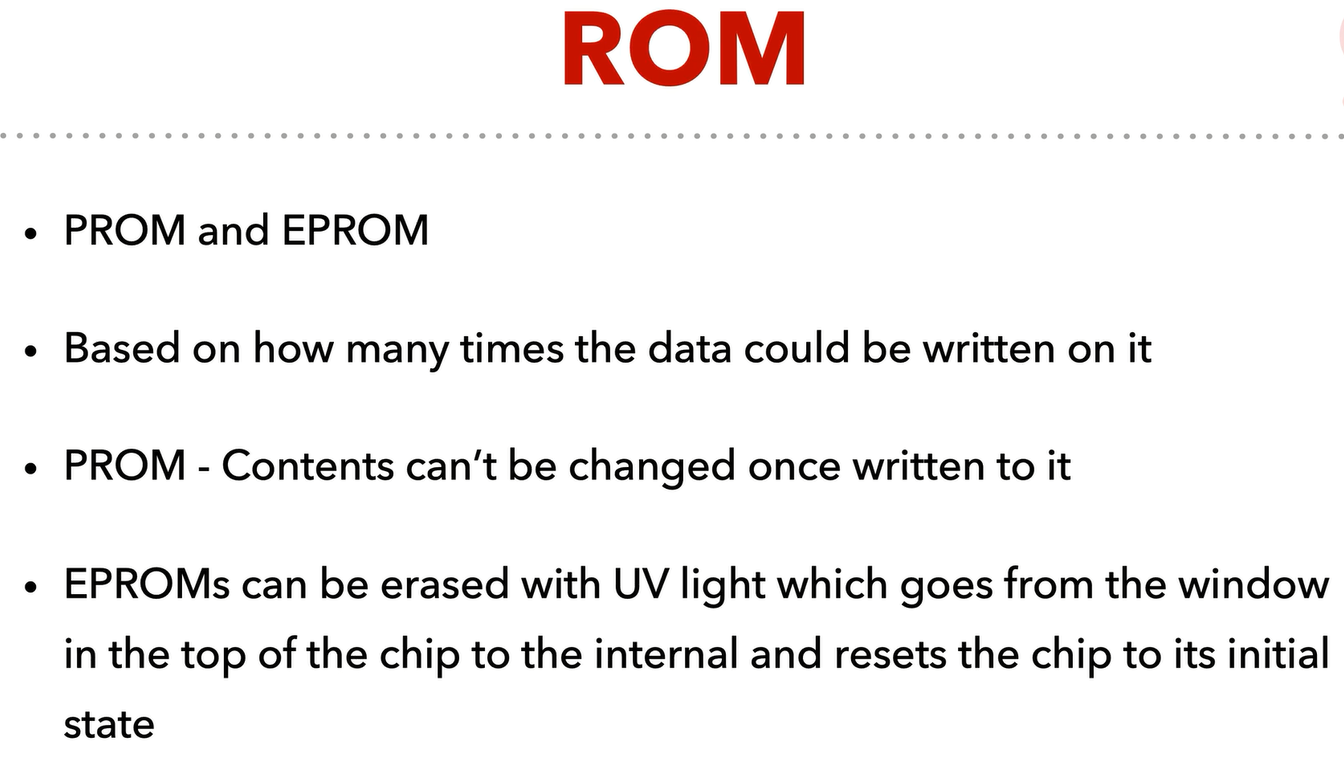 ROM
• PROM and EPROM
• Based on how many times the data could be written on it
• PROM - Contents can’t be changed once written to it
• EPROMs can be erased with UV light which goes from the window
in the top of the chip to the internal and resets the chip to its initial
state